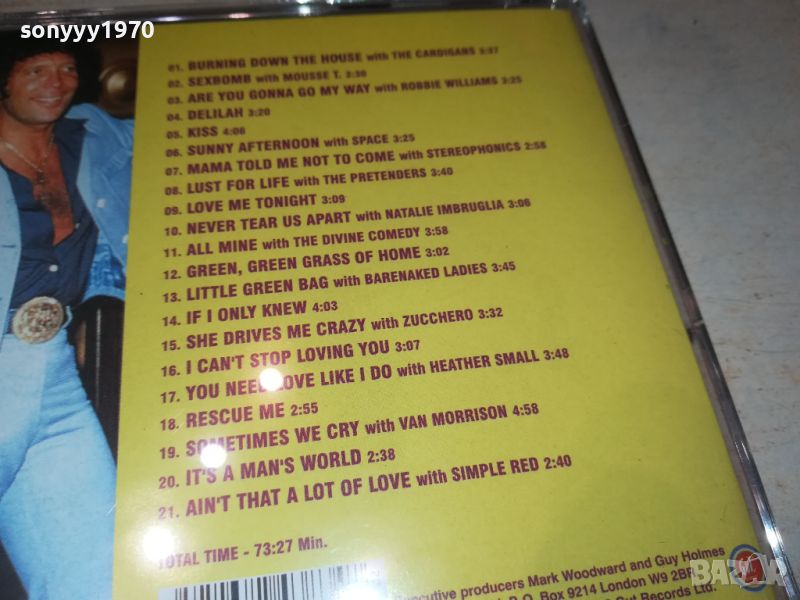 sonyyy1970
01. BURNING DOWN THE HOUSE with THE CARDIGANS 3:37
02. SEXBOMB with MOUSSE T. 3:30
03. ARE YOU GONNA GO MY WAY with ROBBIE WILLIAMS 3:25
04. DELILAH 3:20
05. KISS 4:06
06. SUNNY AFTERNOON with SPACE 3:25
07. MAMA TOLD ME NOT TO COME with STEREOPHONICS 2:58
08. LUST FOR LIFE with THE PRETENDERS 3:40
09. LOVE ME TONIGHT 3:09
10. NEVER TEAR US APART with NATALIE IMBRUGLIA 3:06
11. ALL MINE with THE DIVINE COMEDY 3:58
12. GREEN, GREEN GRASS OF HOME 3:02
13. LITTLE GREEN BAG with BARENAKED LADIES 3:45
14. IF I ONLY KNEW 4:03
15. SHE DRIVES ME CRAZY with ZUCCHERO 3:32
16. I CAN'T STOP LOVING YOU 3:07
17. YOU NEED LOVE LIKE I DO with HEATHER SMALL 3:48
18. RESCUE ME 2:55
19. SOMETIMES WE CRY with VAN MORRISON 4:58
20. IT'S A MAN'S WORLD 2:38
21. AIN'T THAT A LOT OF LOVE with SIMPLE RED 2:40
TOTAL TIME - 73:27 Min.
producers Mark Woodward and Guy Holmes
P.O. Box 9214 London W9 2BR
Gut Records Ltd.